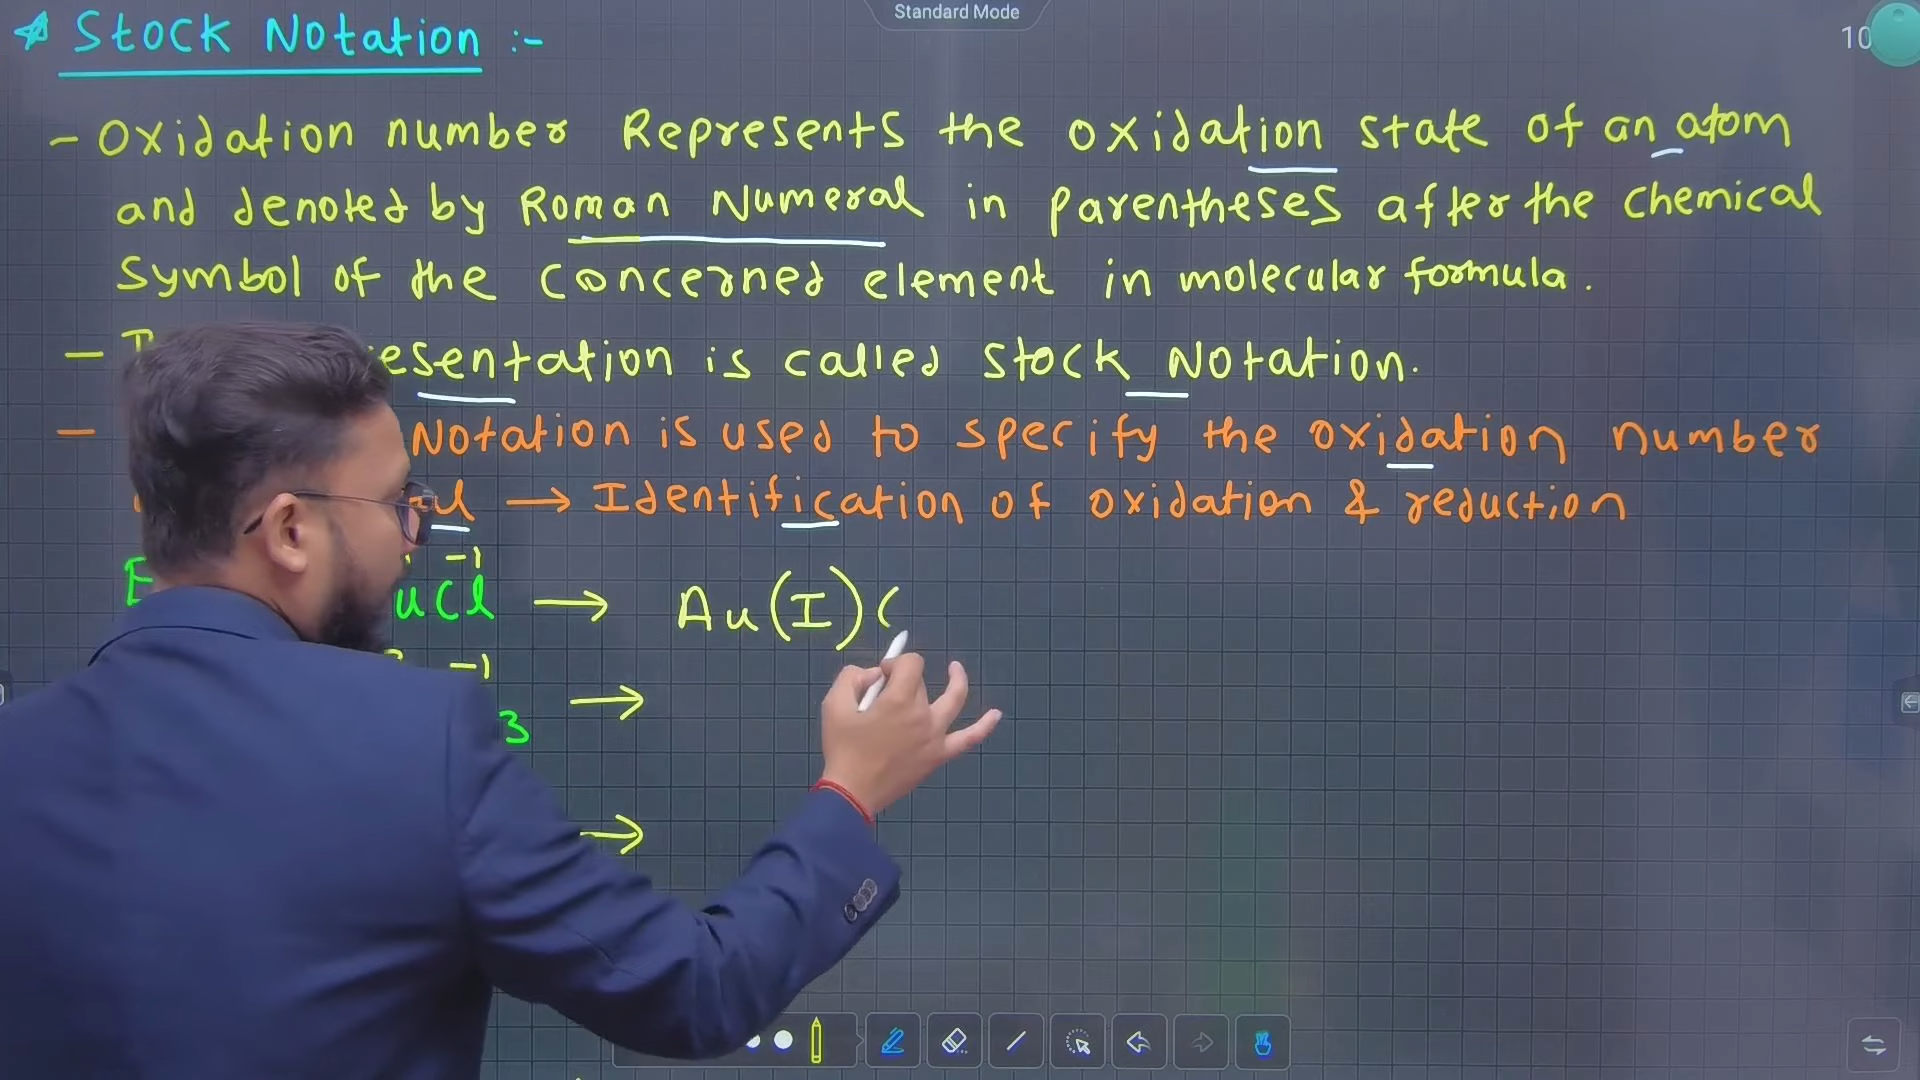 Standard Mode
10
Stock Notation :-
- Oxidation number Represents the oxidation state of an atom
and denoted by Roman Numeral in parentheses after the chemical
Symbol of the concerned element in molecular formula.
- is called Stock Notation.
- Notation is used to specify the oxidation number
→ Identification of oxidation & reduction
-1
ucl → Au(I)C
-1
3 →
→